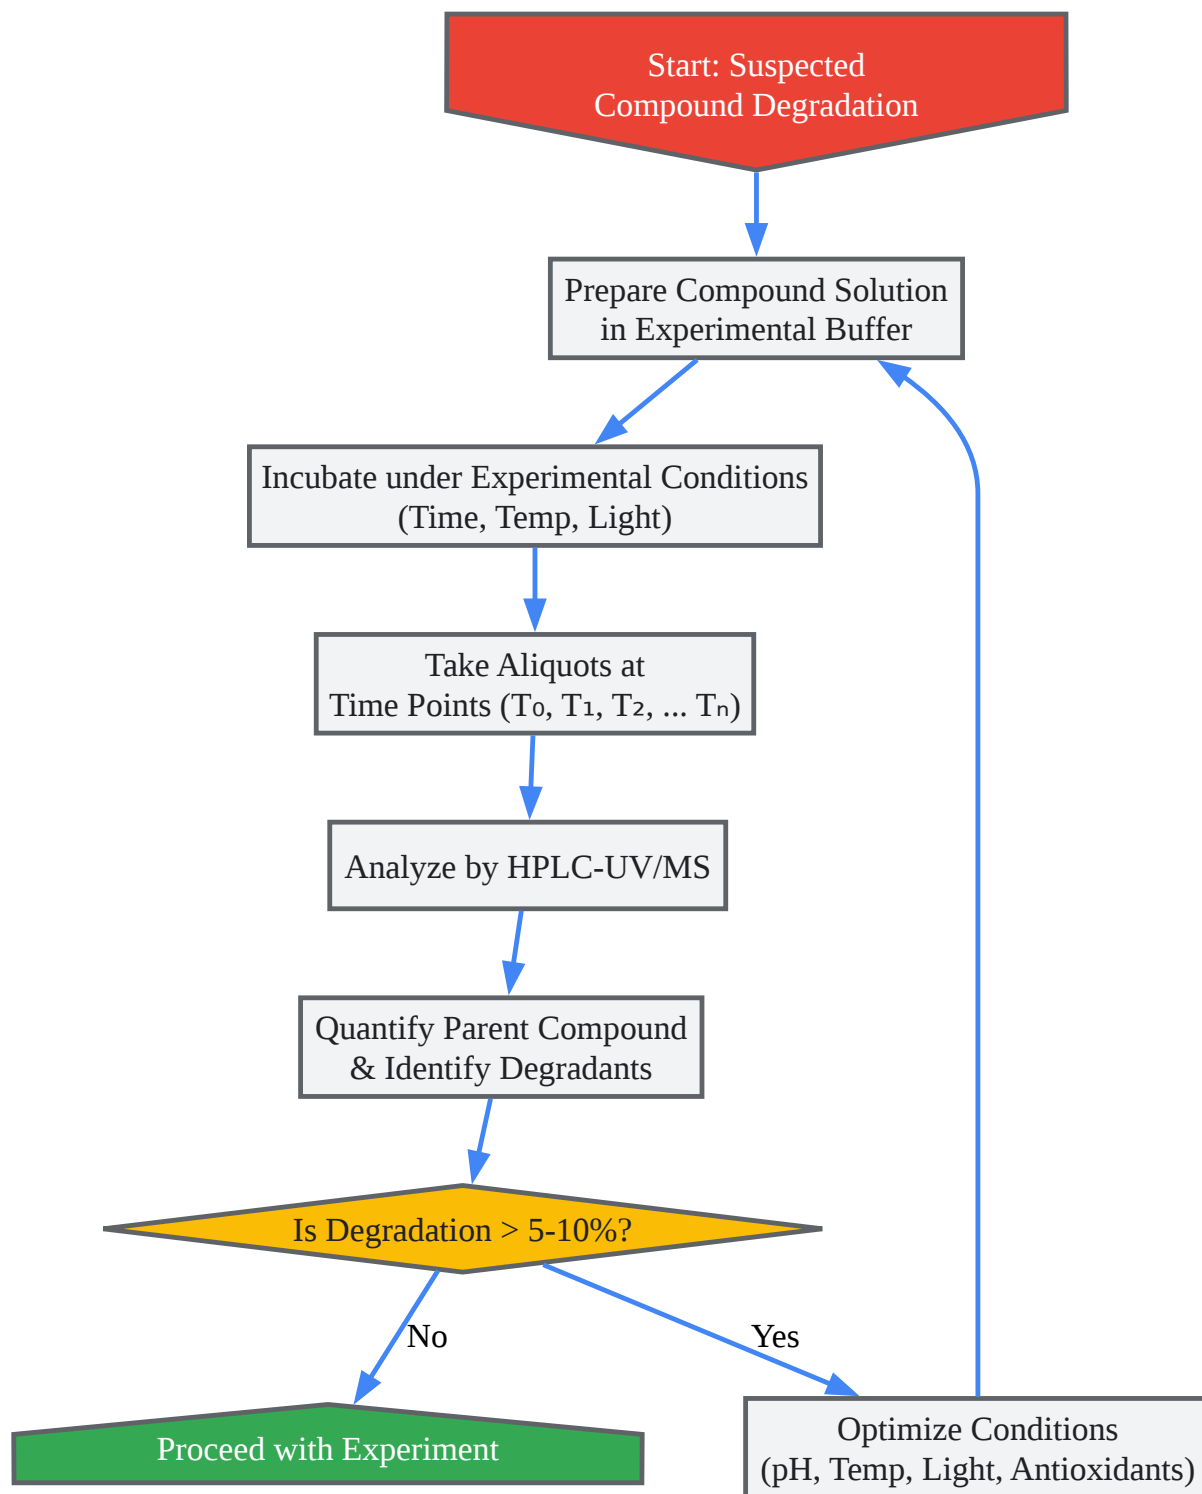 Start: Suspected
Compound Degradation
Prepare Compound Solution
in Experimental Buffer
Incubate under Experimental Conditions
(Time, Temp, Light)
Take Aliquots at
Time Points (T₀, T₁, T₂, ... Tₙ)
Analyze by HPLC-UV/MS
Quantify Parent Compound
& Identify Degradants
Is Degradation > 5-10%?
No
Yes
Proceed with Experiment
Optimize Conditions
(pH, Temp, Light, Antioxidants)